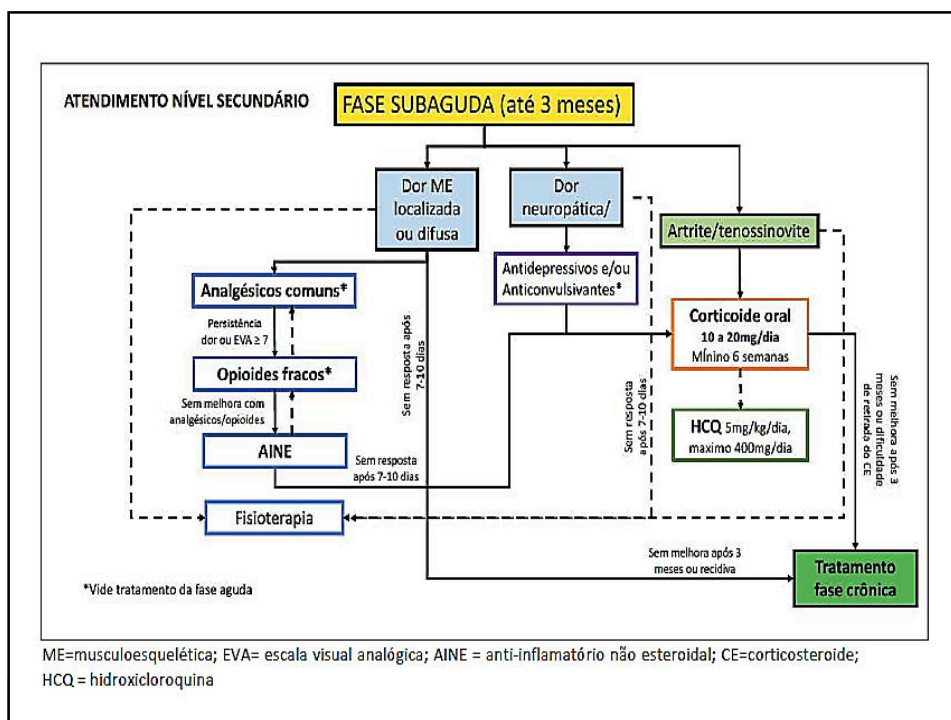 ATENDIMENTO NÍVEL SECUNDÁRIO
FASE SUBAGUDA (até 3 meses)
Dor ME
localizada
ou difusa
Dor
neuropática/
Artrite/tenossinovite
Analgésicos comuns*
Antidepressivos e/ou
Anticonvulsivantes*
Corticoide oral
10 a 20mg/dia
Mínino 6 semanas
Persistência
dor ou EVA ≥ 7
Opioides fracos*
Sem melhora com
analgésicos/opioides
AINE
Sem resposta
após 7-10 dias
Sem resposta após
7-10 dias
Sem resposta
após 7-10 dias
HCQ 5mg/kg/dia,
maximo 400mg/dia
Sem melhora após 3
meses ou dificuldade
de retirada do CE
Fisioterapia
Sem melhora após 3
meses ou recidiva
Tratamento
fase crônica
*Vide tratamento da fase aguda
ME=musculoesquelética; EVA= escala visual analógica; AINE = anti-inflamatório não esteroidal; CE=corticosteroide;
HCQ = hidroxicloroquina